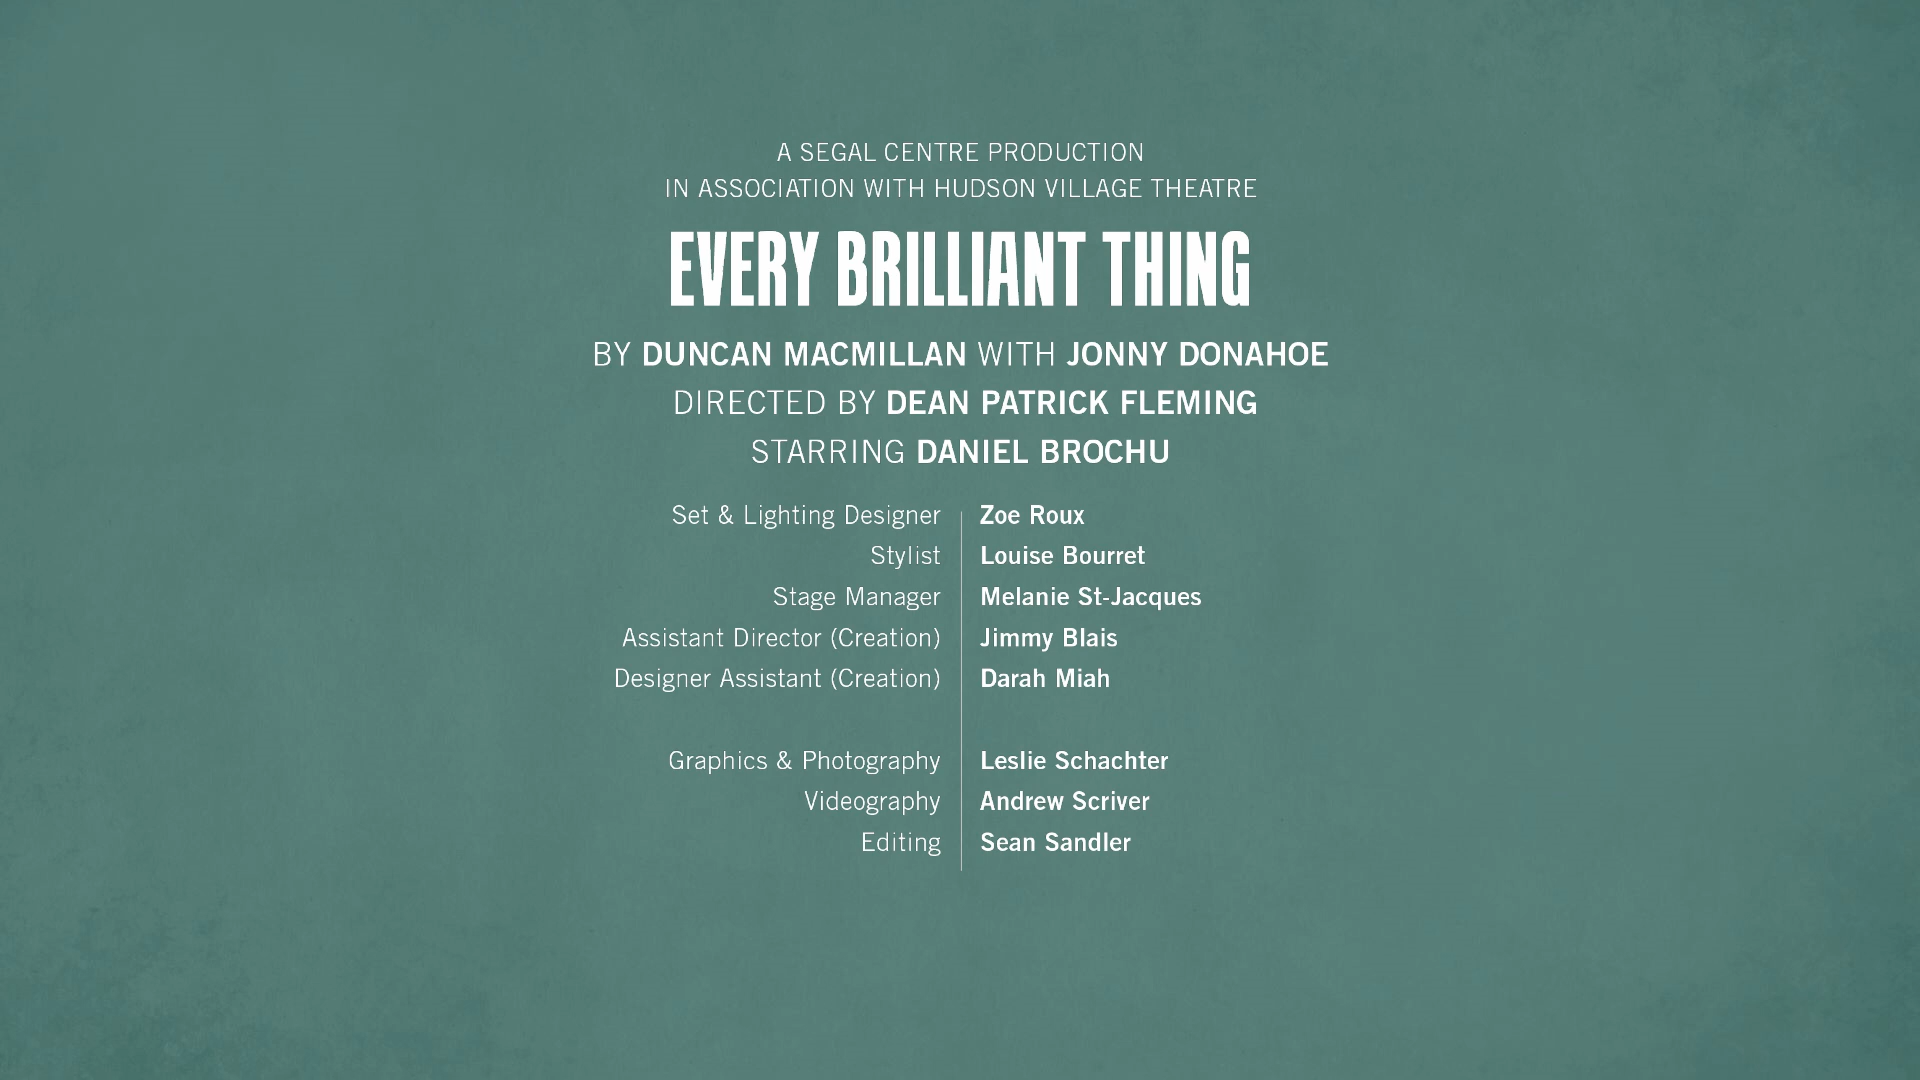 A SEGAL CENTRE PRODUCTION
IN ASSOCIATION WITH HUDSON VILLAGE THEATRE
EVERY BRILLIANT THING
BY DUNCAN MACMILLAN WITH JONNY DONAHOE
DIRECTED BY DEAN PATRICK FLEMING
STARRING DANIEL BROCHU
Set & Lighting Designer Zoe Roux
Stylist Louise Bourret
Stage Manager Melanie St-Jacques
Assistant Director (Creation) Jimmy Blais
Designer Assistant (Creation) Darah Miah
Graphics & Photography Leslie Schachter
Videography Andrew Scriver
Editing Sean Sandler